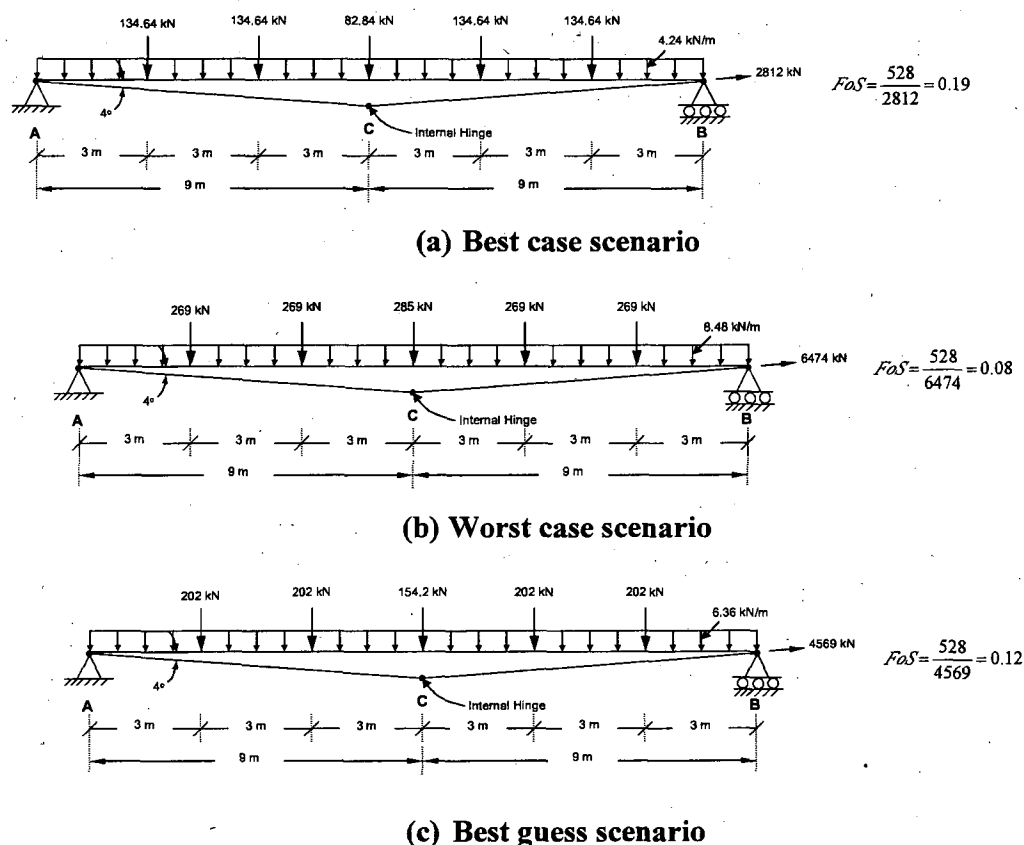 134.64 kN 134.64 kN 82.84 kN 134.64 kN 134.64 kN
4.24 kN/m
2812 kN
FoS = 528/2812 = 0.19
4°
C
Internal Hinge
A
B
3 m 3 m 3 m 3 m 3 m 3 m
9 m 9 m
(a) Best case scenario
269 kN 269 kN 285 kN 269 kN 269 kN
8.48 kN/m
6474 kN
FoS = 528/6474 = 0.08
4°
C
Internal Hinge
A
B
3 m 3 m 3 m 3 m 3 m 3 m
9 m 9 m
(b) Worst case scenario
202 kN 202 kN 154.2 kN 202 kN 202 kN
6.36 kN/m
4569 kN
FoS = 528/4569 = 0.12
4°
C
Internal Hinge
A
B
3 m 3 m 3 m 3 m 3 m 3 m
9 m 9 m
(c) Best guess scenario